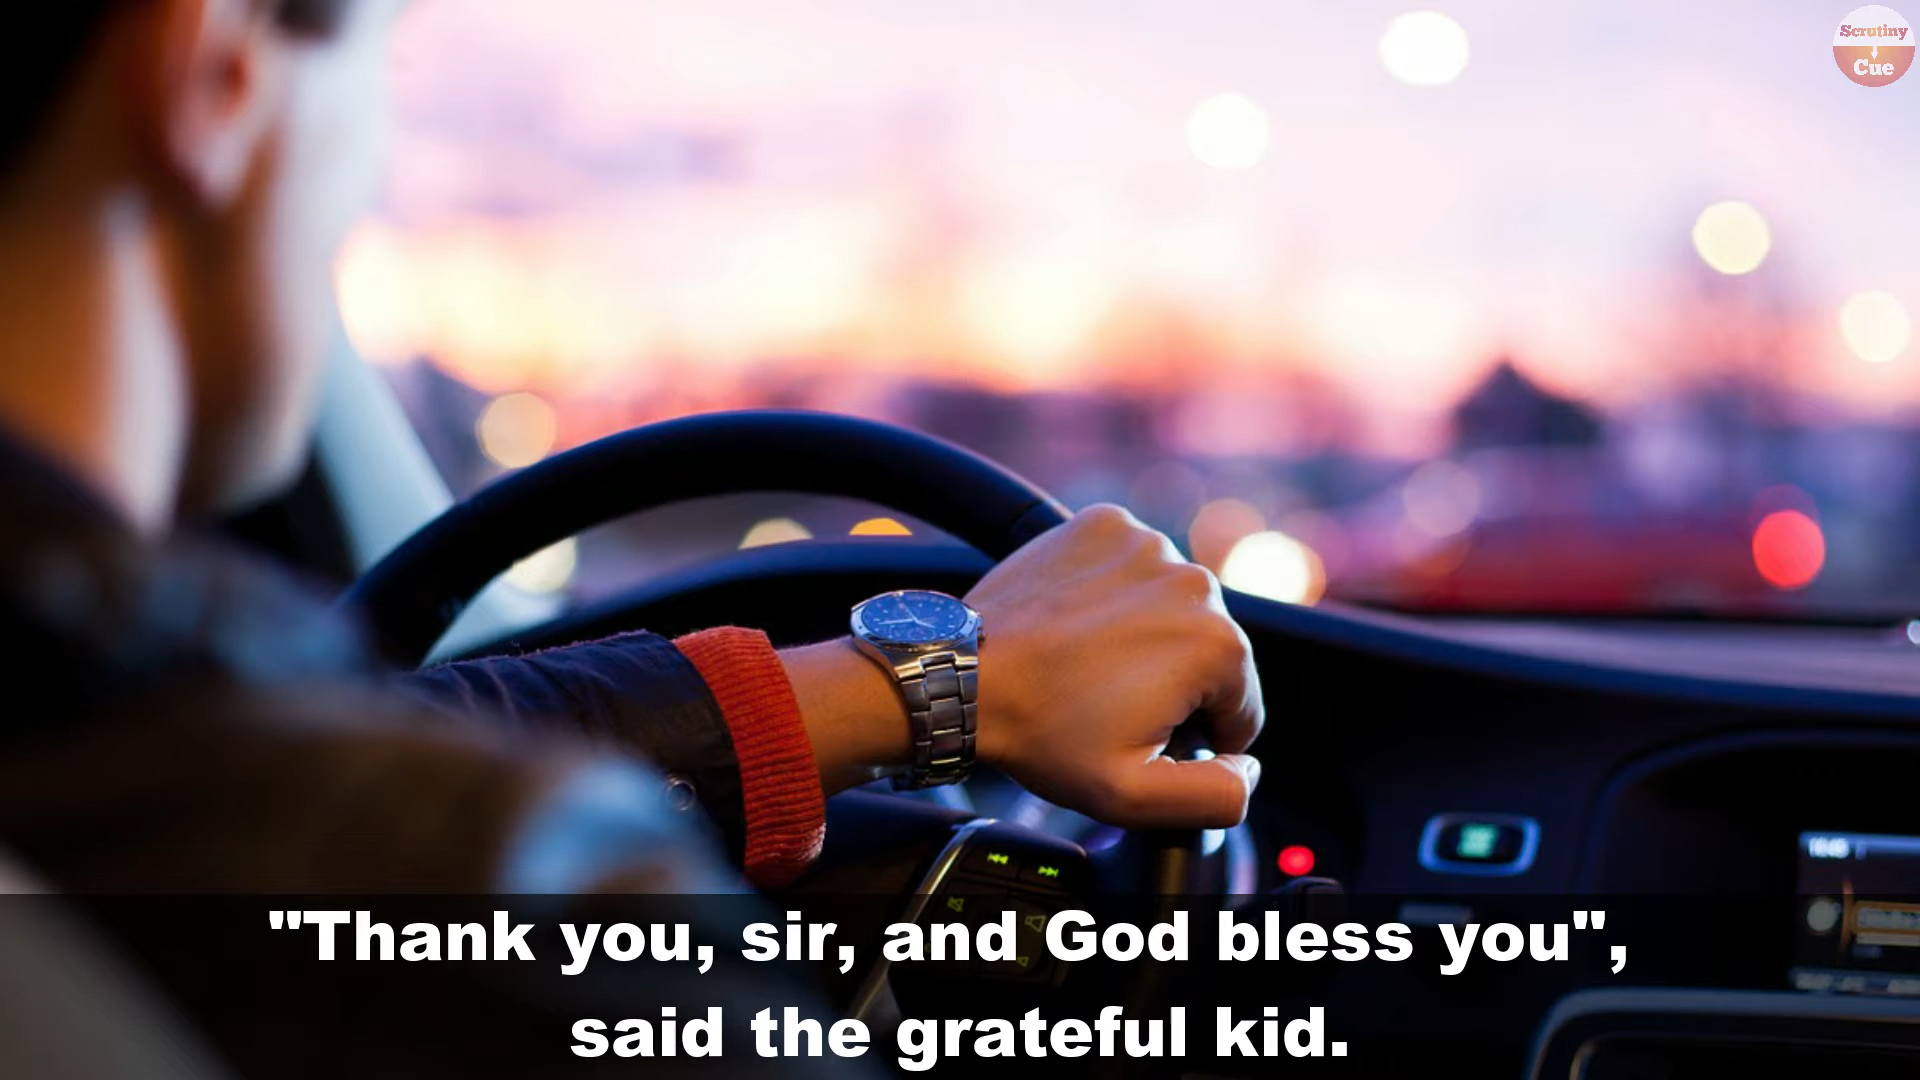 Scrutiny
Cue
"Thank you, sir, and God bless you",
said the grateful kid.